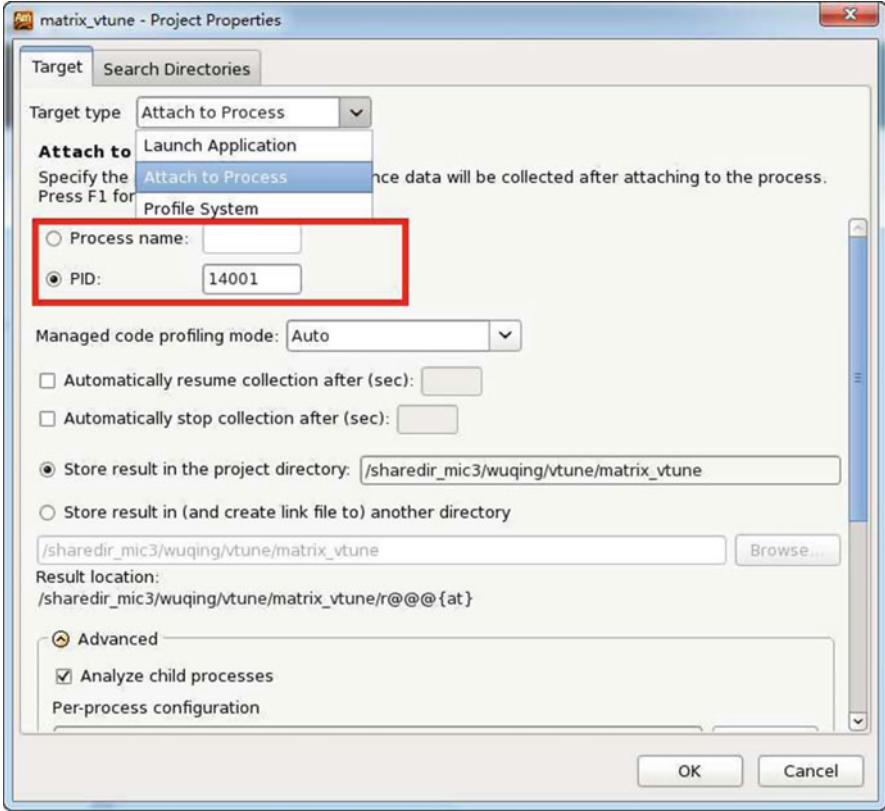 matrix_vtune - Project Properties
Target
Search Directories
Target type
Attach to Process
Launch Application
Attach to
Attach to Process
Specify the
nce data will be collected after attaching to the process.
Press F1 for
Profile System
Process name:
PID:
14001
Managed code profiling mode:
Auto
Automatically resume collection after (sec):
Automatically stop collection after (sec):
Store result in the project directory:
/sharedir_mic3/wuqing/vtune/matrix_vtune
Store result in (and create link file to) another directory
/sharedir_mic3/wuqing/vtune/matrix_vtune
Browse...
Result location:
/sharedir_mic3/wuqing/vtune/matrix_vtune/r@@@{at}
Advanced
Analyze child processes
Per-process configuration
OK
Cancel